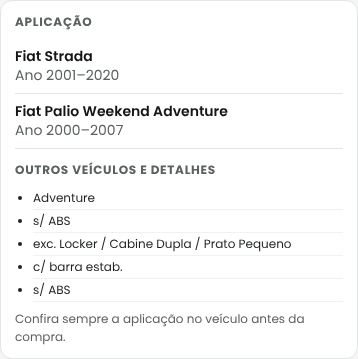 APLICAÇÃO
Fiat Strada
Ano 2001–2020
Fiat Palio Weekend Adventure
Ano 2000–2007
OUTROS VEÍCULOS E DETALHES
• Adventure
• s/ ABS
• exc. Locker / Cabine Dupla / Prato Pequeno
• c/ barra estab.
• s/ ABS
Confira sempre a aplicação no veículo antes da
compra.